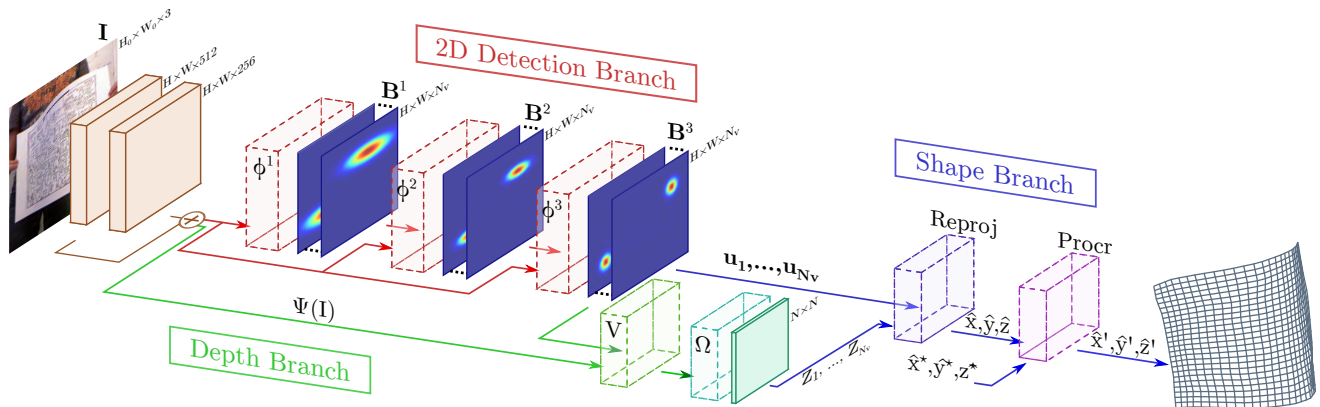 I
H₀×W₀×3
H×W×512
H×W×256
2D Detection Branch
ϕ¹
B¹
H×W×Nᵥ
ϕ²
B²
H×W×Nᵥ
ϕ³
B³
H×W×Nᵥ
Shape Branch
Reproj
Procr
u₁,...,u_Nᵥ
Ψ(I)
Depth Branch
V
Ω
N×N
Z₁, ..., Z_Nᵥ
x̂,ŷ,ẑ
x̂*,ŷ*,z*
x̂',ŷ',ẑ'